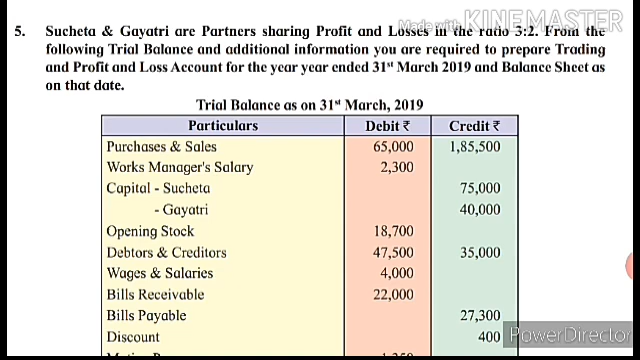 Made with KINEMASTER
5. Sucheta & Gayatri are Partners sharing Profit and Losses in the ratio 3:2. From the
following Trial Balance and additional information you are required to prepare Trading
and Profit and Loss Account for the year year ended 31st March 2019 and Balance Sheet as
on that date.
Trial Balance as on 31st March, 2019
Particulars Debit ₹ Credit ₹
Purchases & Sales 65,000 1,85,500
Works Manager's Salary 2,300
Capital - Sucheta 75,000
- Gayatri 40,000
Opening Stock 18,700
Debtors & Creditors 47,500 35,000
Wages & Salaries 4,000
Bills Receivable 22,000
Bills Payable 27,300
Discount 400
PowerDirector